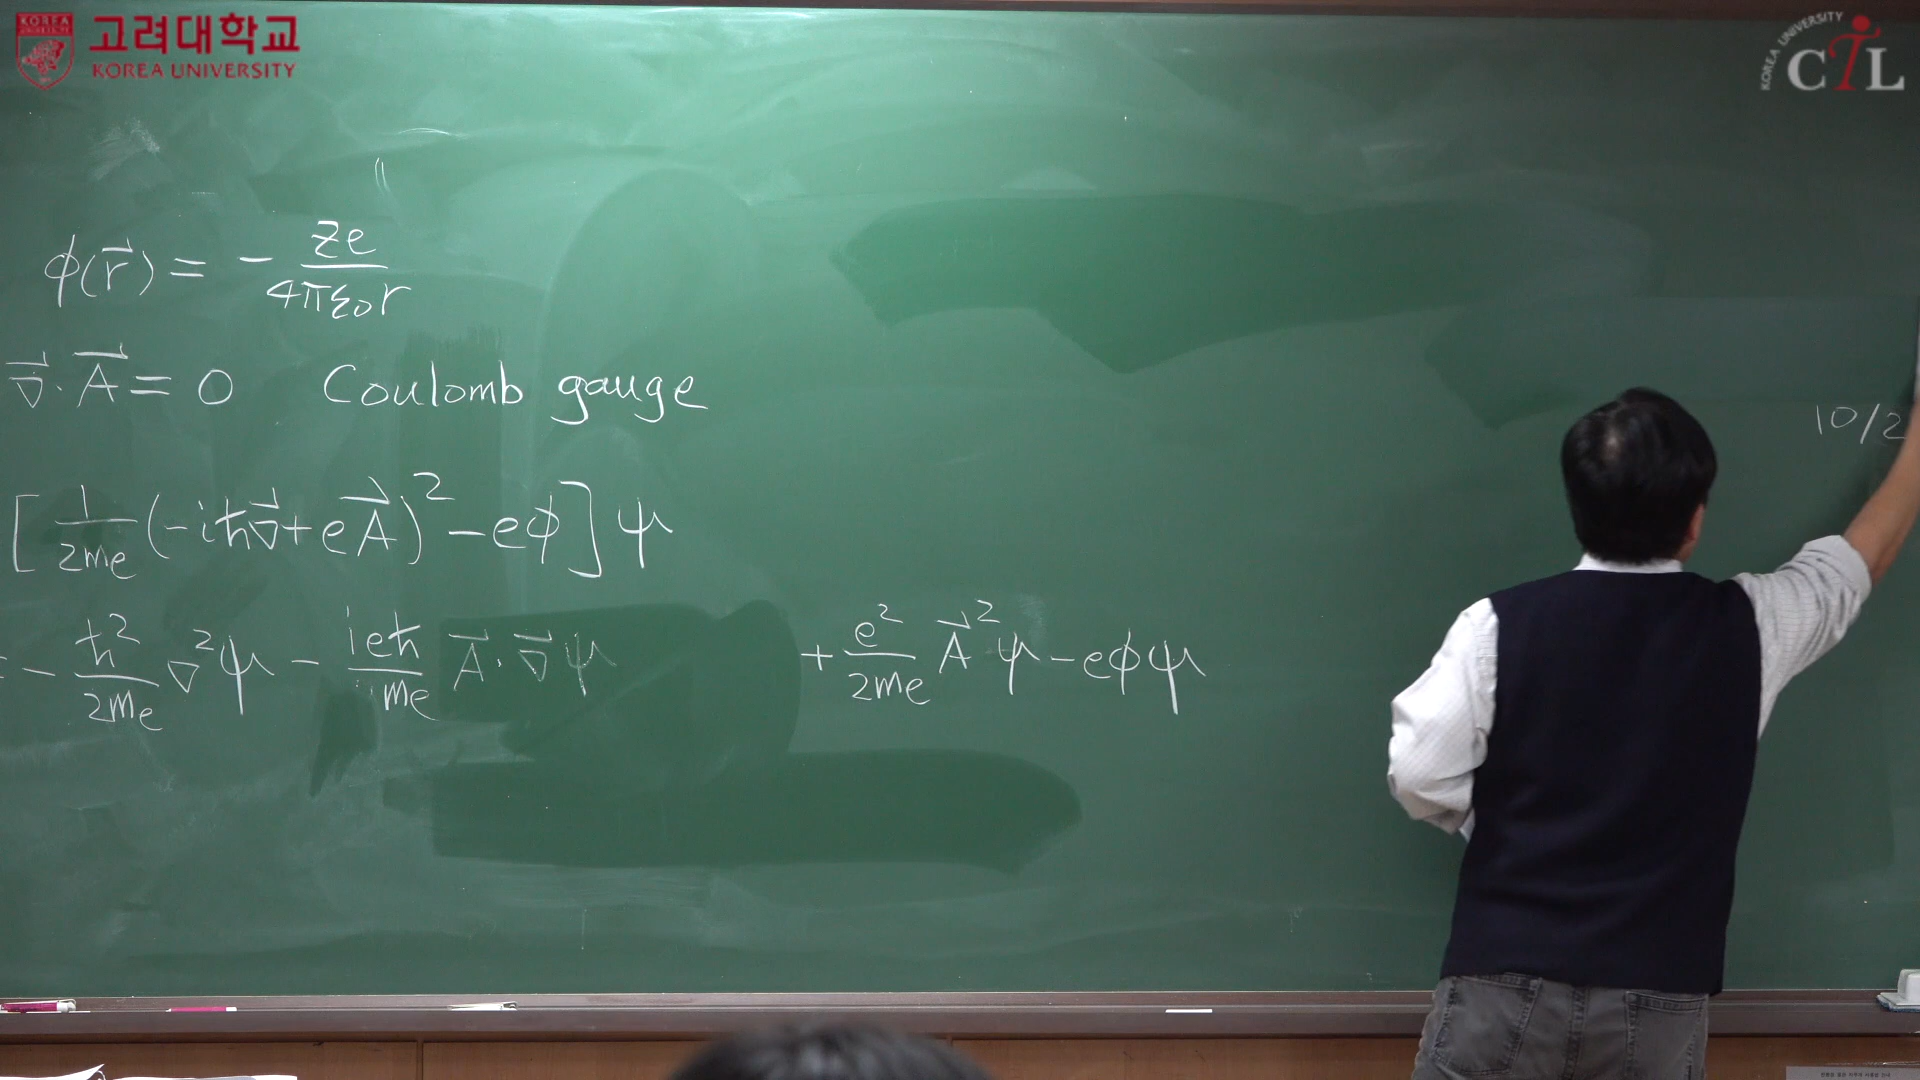 KOREA
고려대학교
KOREA UNIVERSITY
KOREA UNIVERSITY
CTL
φ(r⃗) = - Ze / 4πε₀r
∇⃗·A⃗ = 0 Coulomb gauge
10/2
[ 1/2mₑ (-iħ∇⃗ + eA⃗)² - eφ ] ψ
- ħ²/2mₑ ∇²ψ - ieħ/mₑ A⃗·∇⃗ψ + e²/2mₑ A⃗²ψ - eφψ